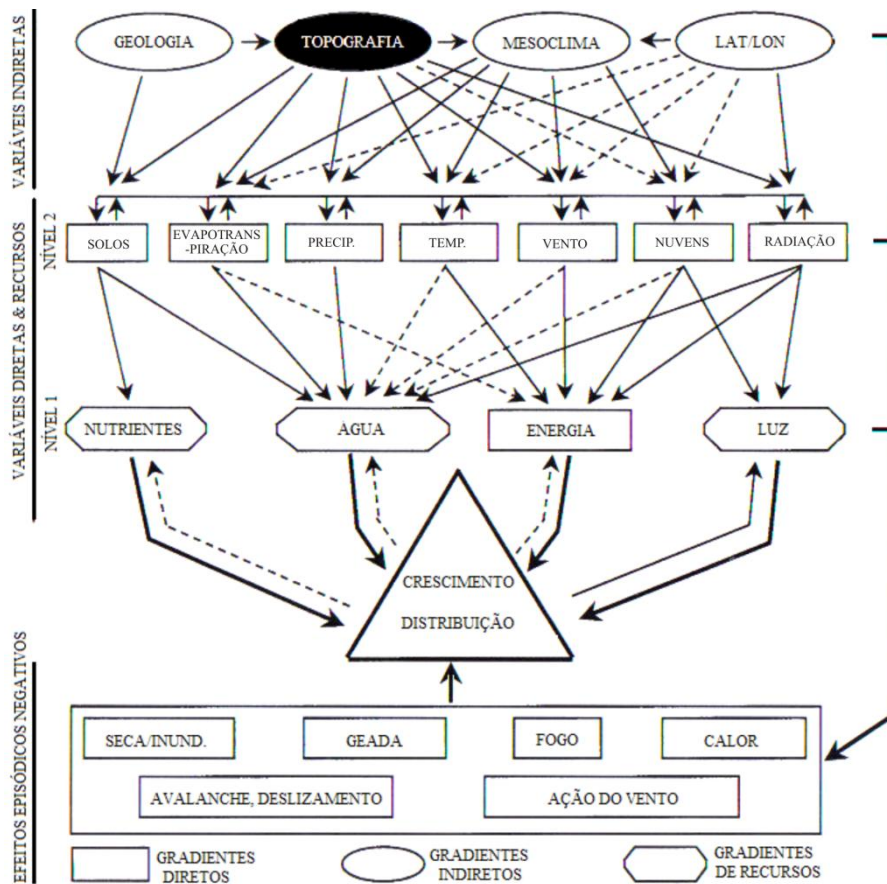 VARIÁVEIS INDIRETAS
GEOLOGIA
TOPOGRAFIA
MESOCLIMA
LAT/LON
VARIÁVEIS DIRETAS & RECURSOS
NÍVEL 2
SOLOS
EVAPOTRANS
-PIRAÇÃO
PRECIP.
TEMP.
VENTO
NUVENS
RADIAÇÃO
NÍVEL 1
NUTRIENTES
ÁGUA
ENERGIA
LUZ
CRESCIMENTO
DISTRIBUIÇÃO
EFEITOS EPISÓDICOS NEGATIVOS
SECA/INUND.
GEADA
FOGO
CALOR
AVALANCHE, DESLIZAMENTO
AÇÃO DO VENTO
GRADIENTES
DIRETOS
GRADIENTES
INDIRETOS
GRADIENTES
DE RECURSOS